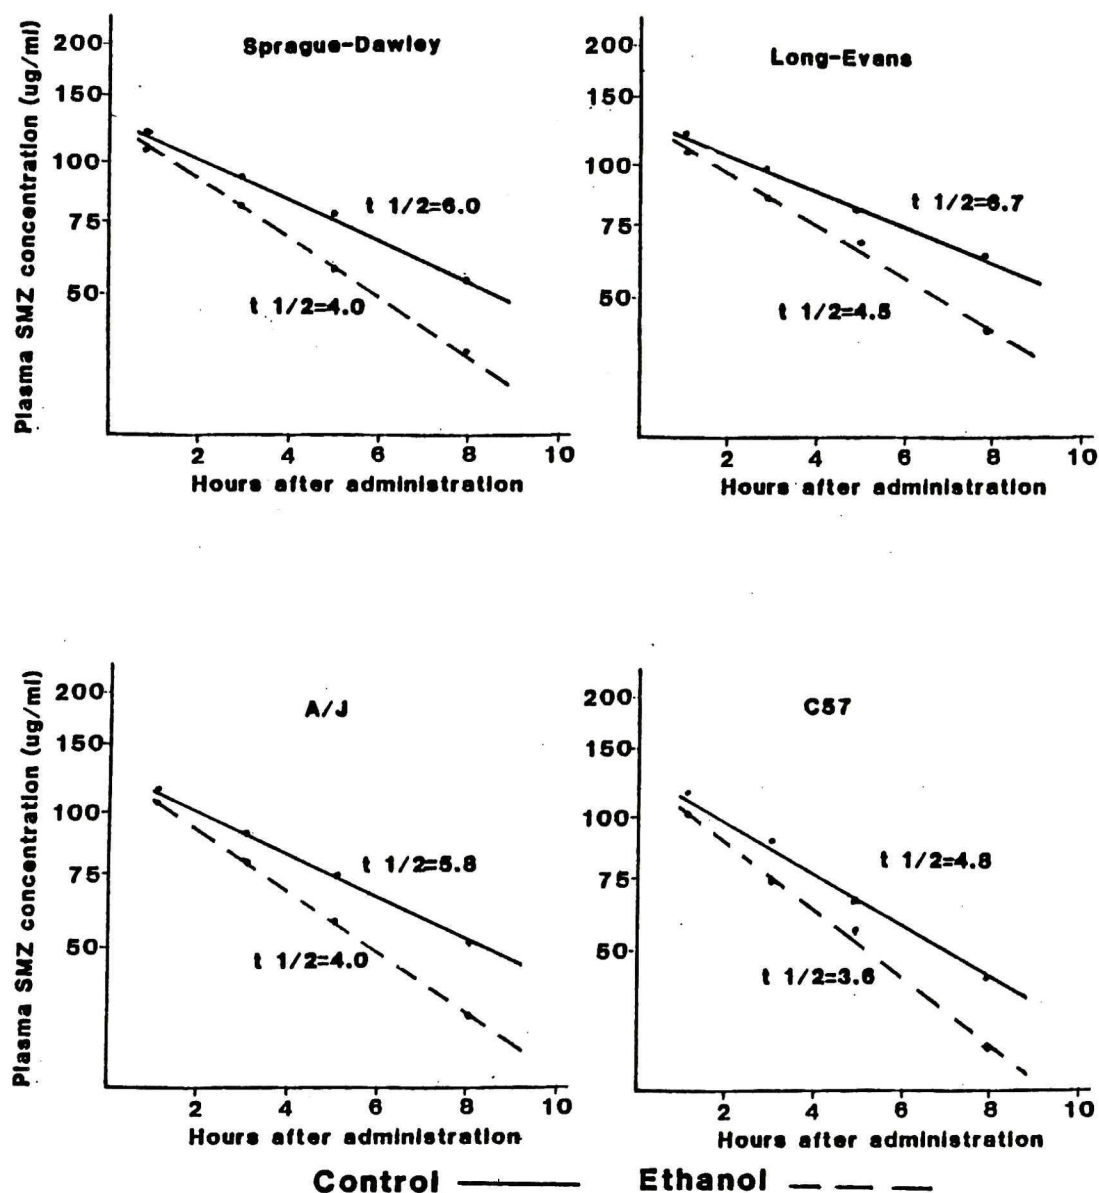 Sprague-Dawley
Plasma SMZ concentration (ug/ml)
200
150
100
75
50
t 1/2=6.0
t 1/2=4.0
2 4 6 8 10
Hours after administration
Long-Evans
200
150
100
75
50
t 1/2=6.7
t 1/2=4.5
2 4 6 8 10
Hours after administration
A/J
Plasma SMZ concentration (ug/ml)
200
150
100
75
50
t 1/2=5.8
t 1/2=4.0
2 4 6 8 10
Hours after administration
C57
200
150
100
75
50
t 1/2=4.8
t 1/2=3.6
2 4 6 8 10
Hours after administration
Control Ethanol